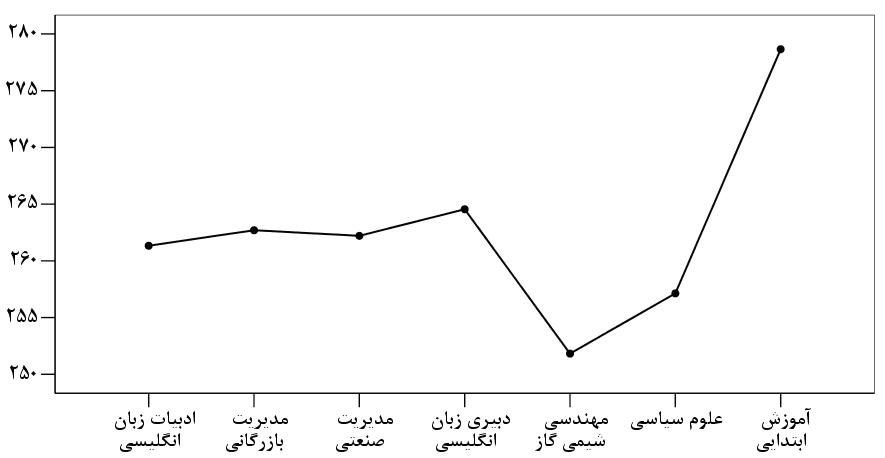 ۲۸۰
۲۷۵
۲۷۰
۲۶۵
۲۶۰
۲۵۵
۲۵۰
ادبیات زبان
انگلیسی
مدیریت
بازرگانی
مدیریت
صنعتی
دبیری زبان
انگلیسی
مهندسی
شیمی گاز
علوم سیاسی
آموزش
ابتدایی